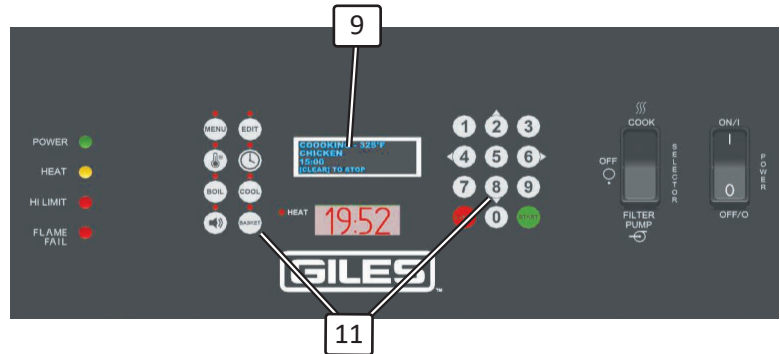 9
POWER
HEAT
HI LIMIT
FLAME
FAIL
MENU
EDIT
BOIL
COOL
BASKET
COOOKING - 325°F
CHICKEN
15:00
[CLEAR] TO STOP
HEAT
19:52
GILES
TM
1 2 3
4 5 6
7 8 9
0 START
COOK
OFF
SELECTOR
FILTER
PUMP
ON/I
I
0
POWER
OFF/O
11